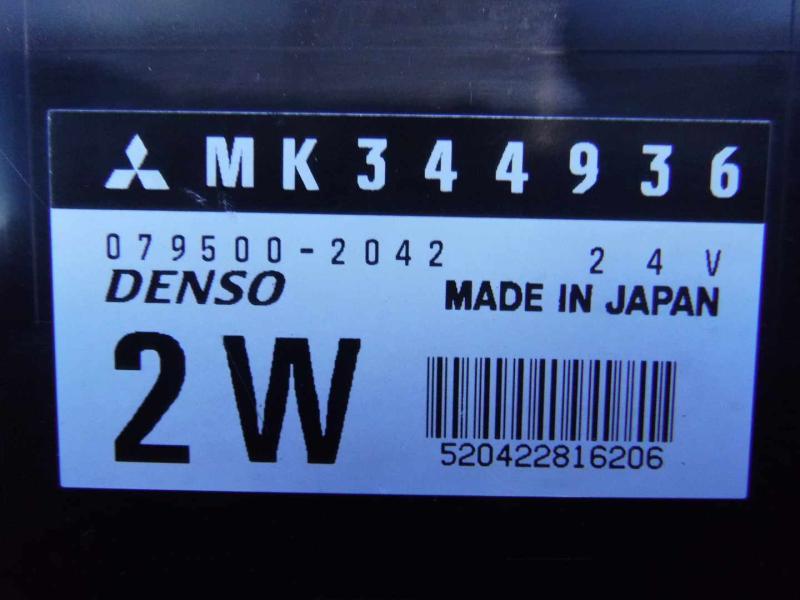 MK344936
079500-2042 24V
DENSO MADE IN JAPAN
2W
520422816206